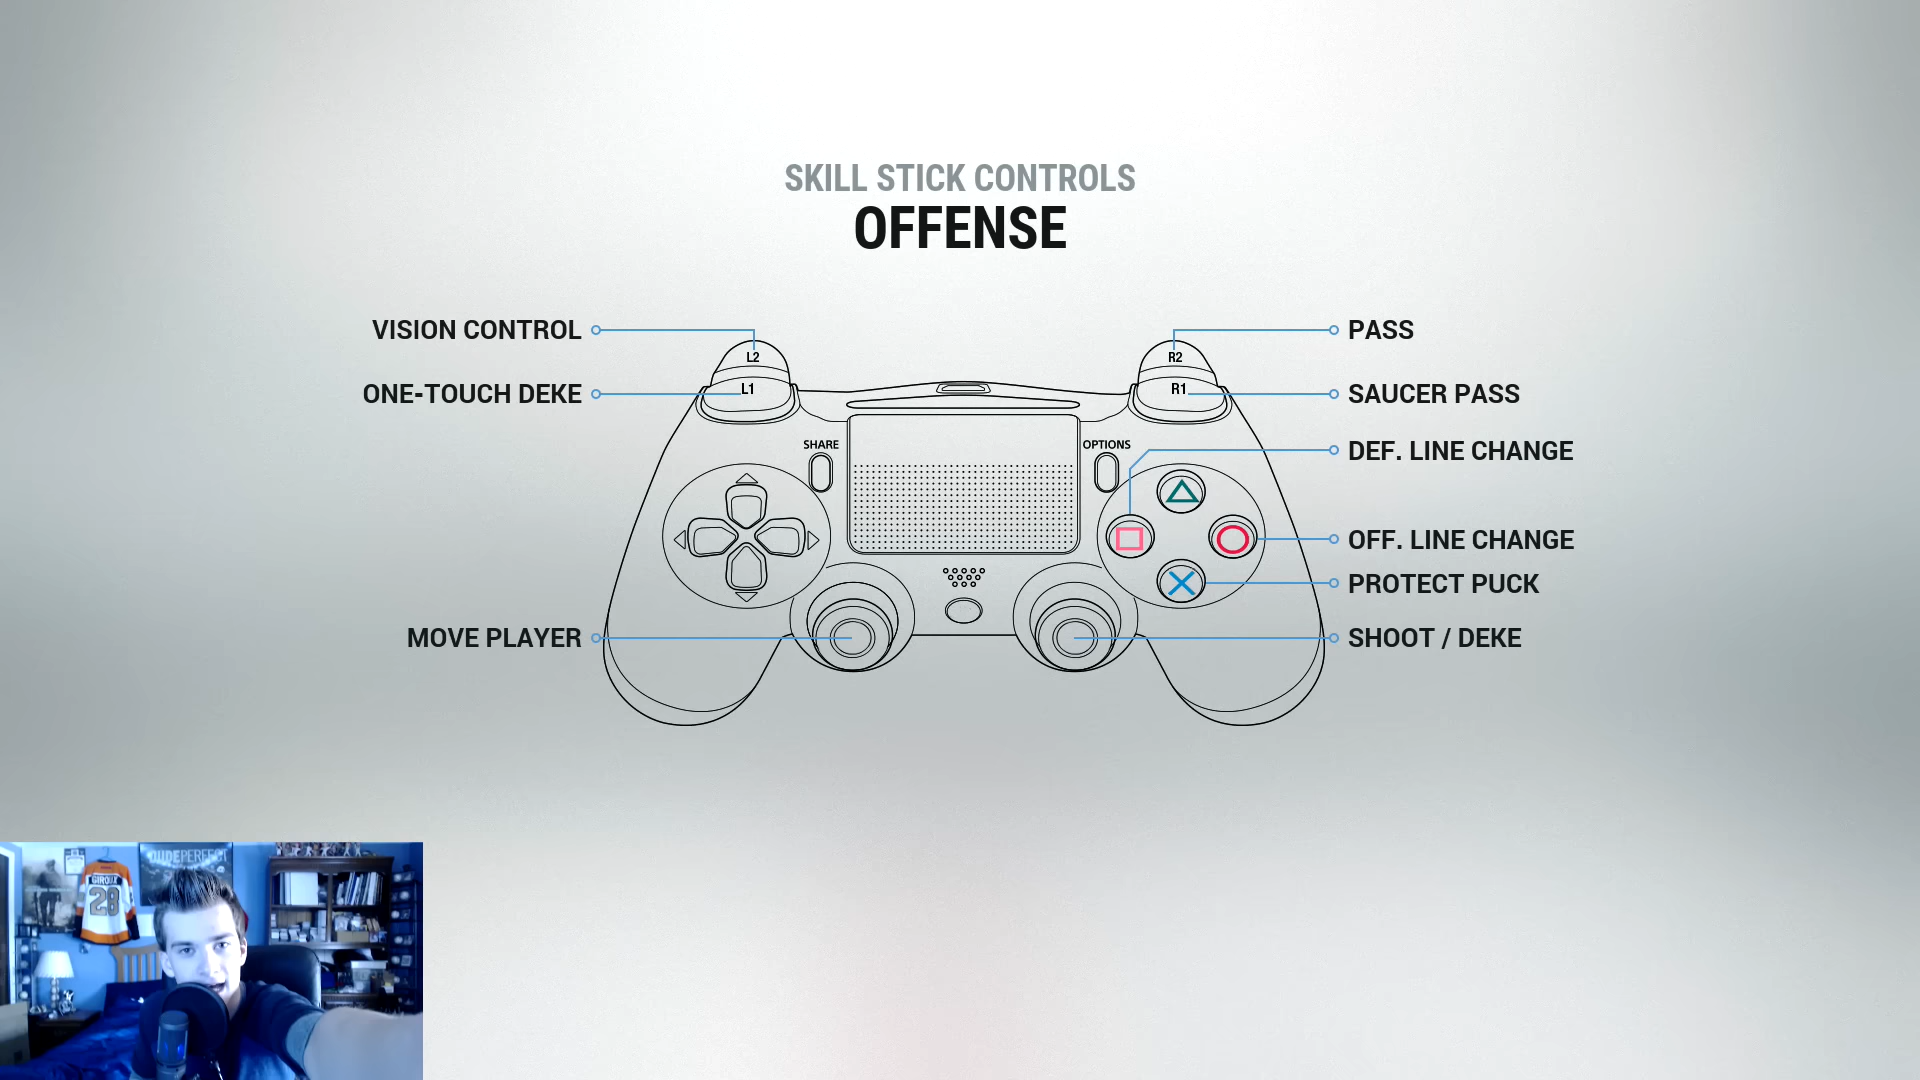 SKILL STICK CONTROLS
OFFENSE
VISION CONTROL
L2
R2
PASS
ONE-TOUCH DEKE
L1
R1
SAUCER PASS
SHARE
OPTIONS
DEF. LINE CHANGE
OFF. LINE CHANGE
PROTECT PUCK
MOVE PLAYER
SHOOT / DEKE
DUDEPERFECT
GIROUX
28